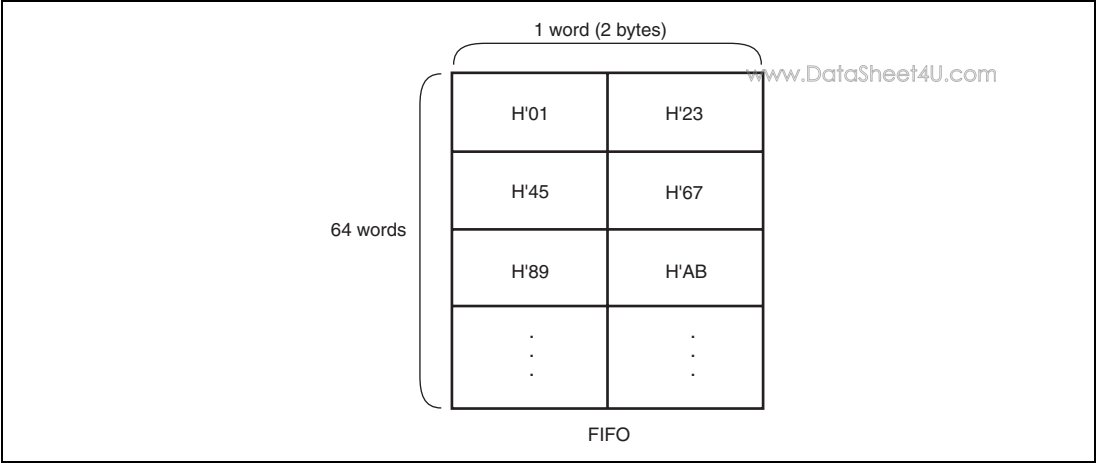 1 word (2 bytes)
www.DataSheet4U.com
H'01 H'23
H'45 H'67
64 words
H'89 H'AB
. .
. .
. .
FIFO